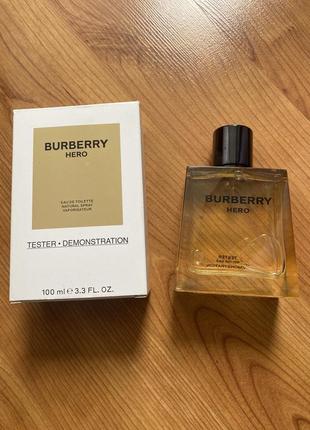 BURBERRY
HERO
EAU DE TOILETTE
NATURAL SPRAY
VAPORISATEUR
TESTER • DEMONSTRATION
100 ml ℮ 3.3 FL. OZ.
BURBERRY
HERO